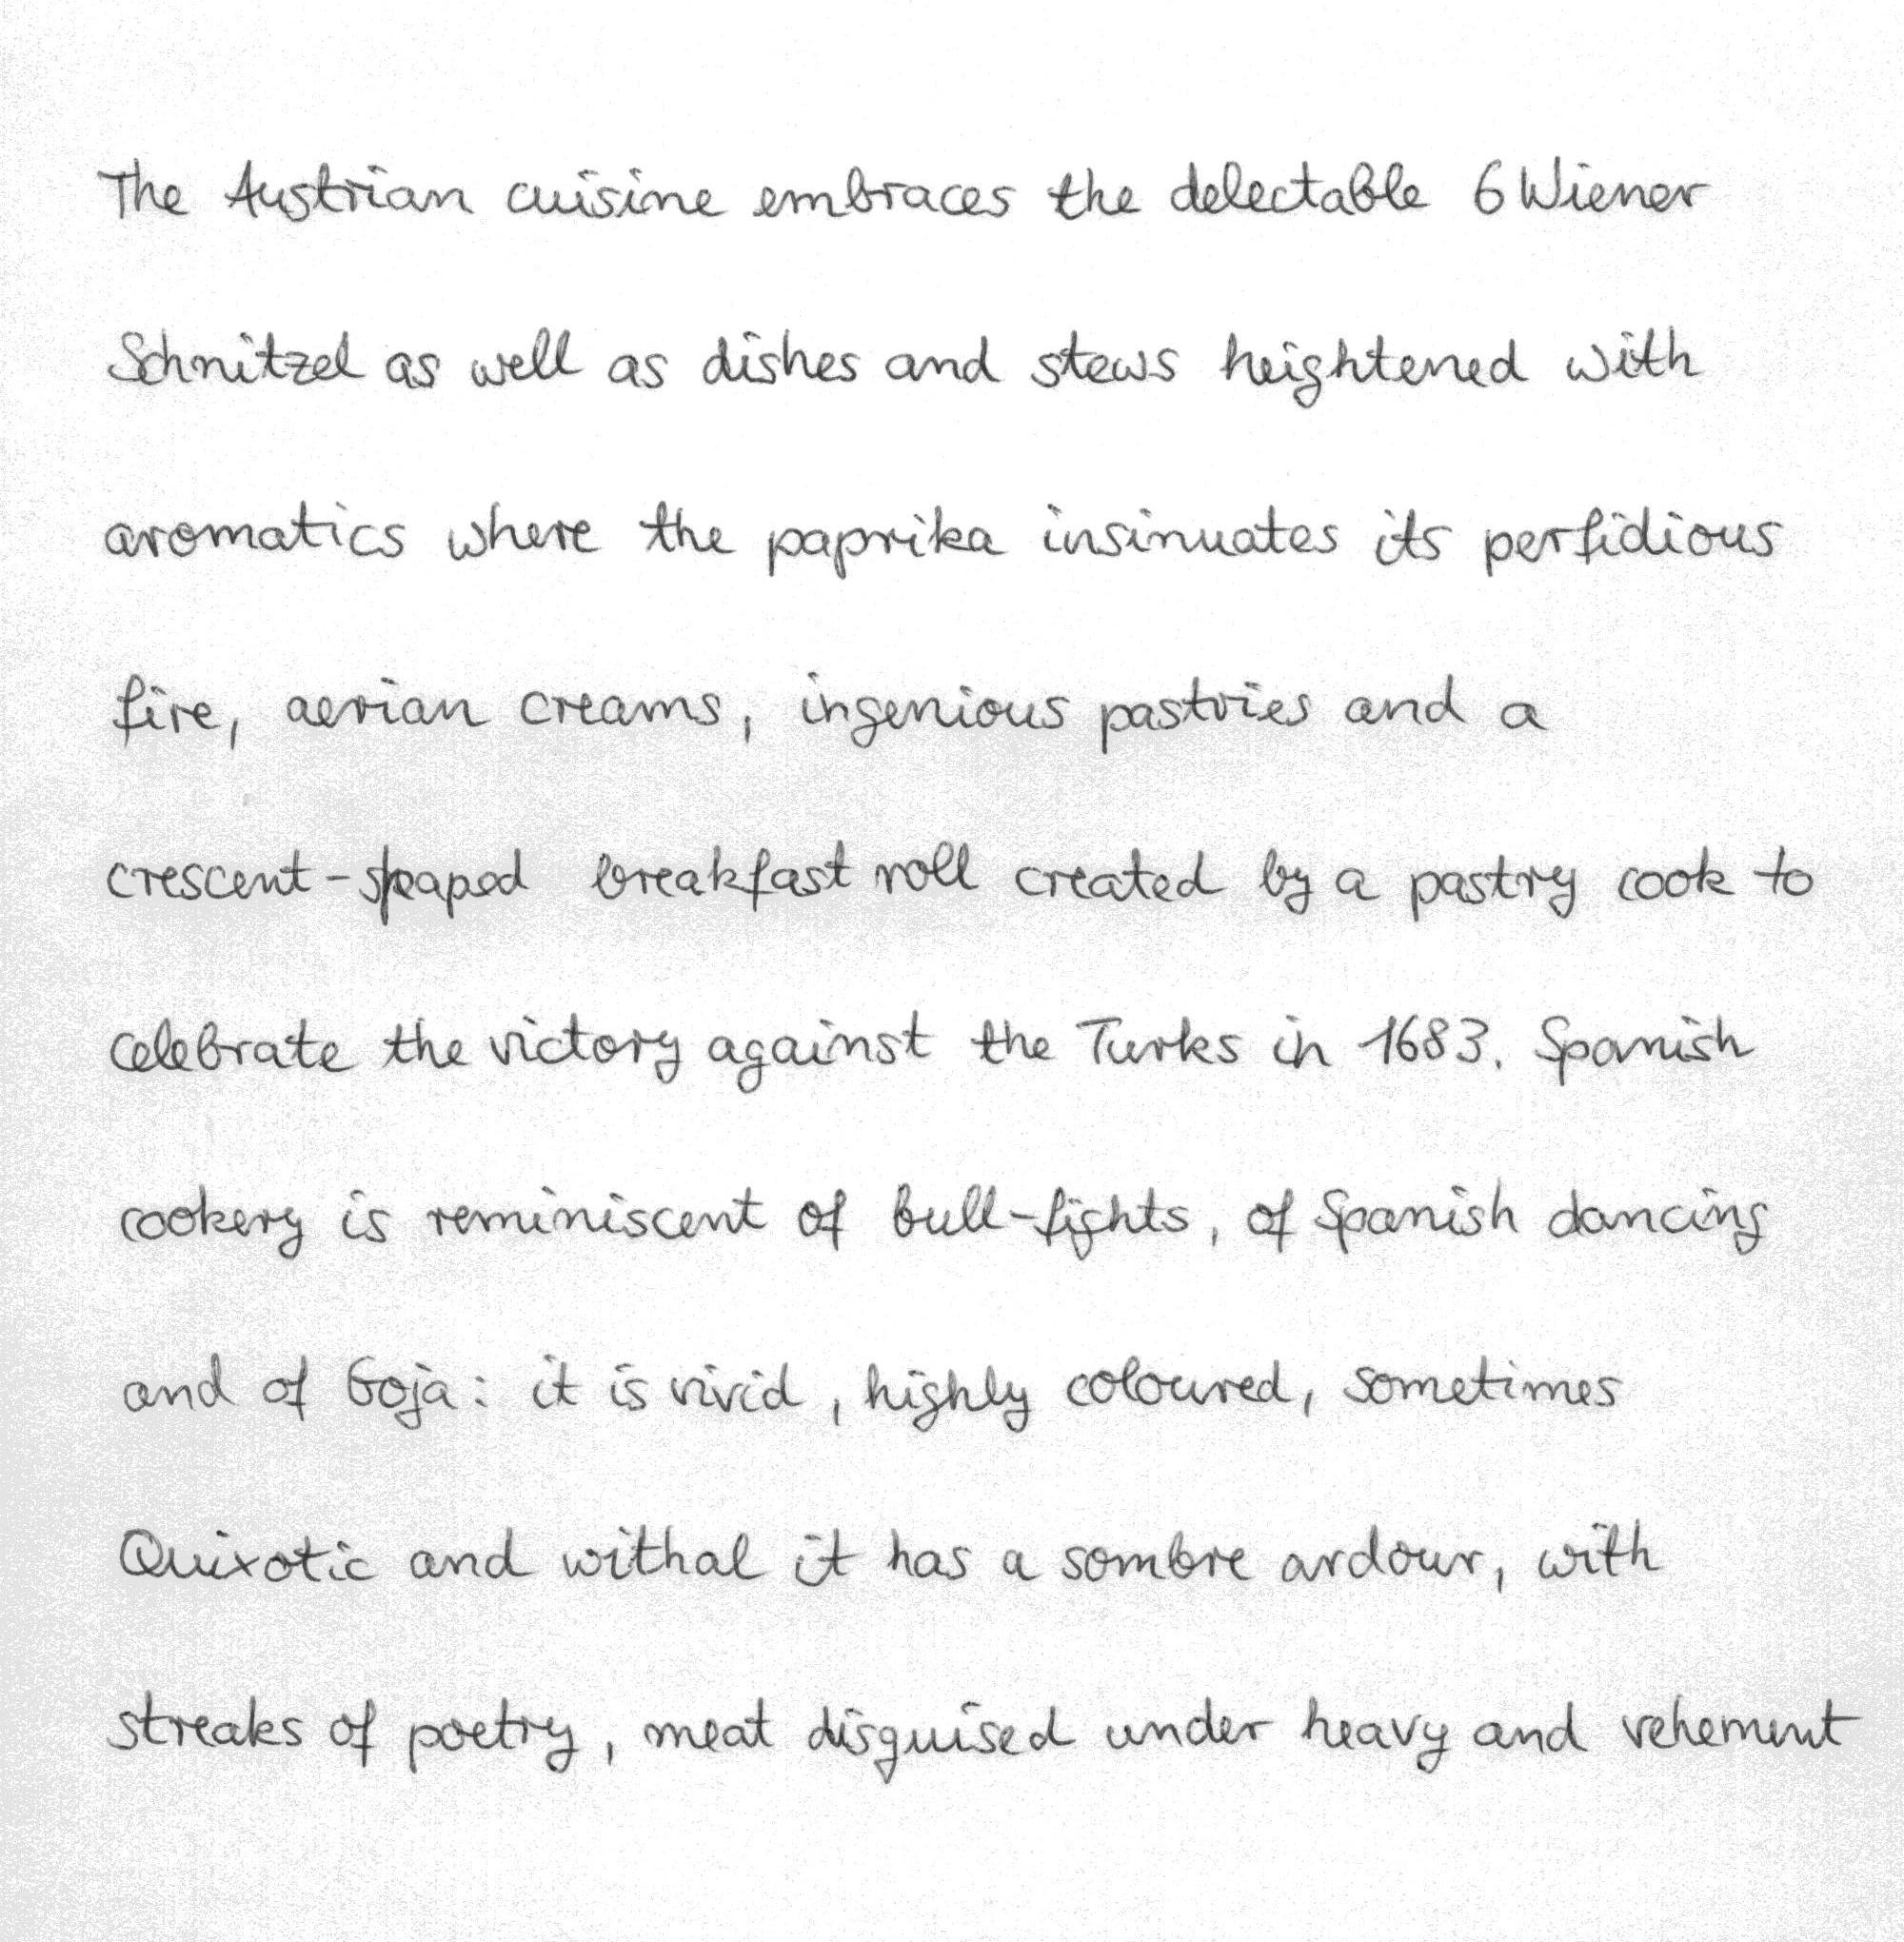 The Austrian cuisine embraces the delectable 6 Wiener
Schnitzel as well as dishes and stews heightened with
aromatics where the paprika insinuates its perfidious
fire, aerian creams, ingenious pastries and a
crescent-shaped breakfast roll created by a pastry cook to
celebrate the victory against the Turks in 1683. Spanish
cookery is reminiscent of bull-fights, of Spanish dancing
and of Goja: it is vivid, highly coloured, sometimes
Quixotic and withal it has a sombre ardour, with
streaks of poetry, meat disguised under heavy and vehement